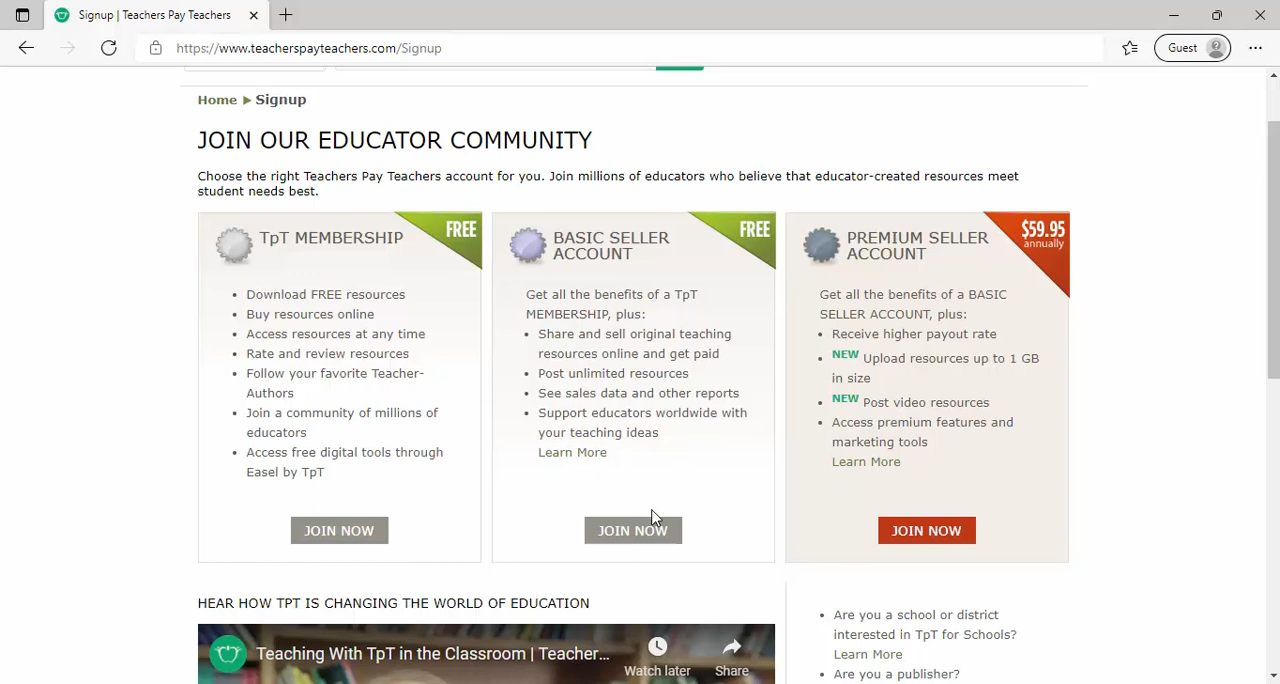 Signup | Teachers Pay Teachers
https://www.teacherspayteachers.com/Signup
Guest
Home ▶ Signup
JOIN OUR EDUCATOR COMMUNITY
Choose the right Teachers Pay Teachers account for you. Join millions of educators who believe that educator-created resources meet
student needs best.
TpT MEMBERSHIP
FREE
• Download FREE resources
• Buy resources online
• Access resources at any time
• Rate and review resources
• Follow your favorite Teacher-
Authors
• Join a community of millions of
educators
• Access free digital tools through
Easel by TpT
JOIN NOW
BASIC SELLER
ACCOUNT
FREE
Get all the benefits of a TpT
MEMBERSHIP, plus:
• Share and sell original teaching
resources online and get paid
• Post unlimited resources
• See sales data and other reports
• Support educators worldwide with
your teaching ideas
Learn More
JOIN NOW
PREMIUM SELLER
ACCOUNT
$59.95
annually
Get all the benefits of a BASIC
SELLER ACCOUNT, plus:
• Receive higher payout rate
• NEW Upload resources up to 1 GB
in size
• NEW Post video resources
• Access premium features and
marketing tools
Learn More
JOIN NOW
HEAR HOW TPT IS CHANGING THE WORLD OF EDUCATION
Teaching With TpT in the Classroom | Teacher...
Watch later
Share
• Are you a school or district
interested in TpT for Schools?
Learn More
• Are you a publisher?